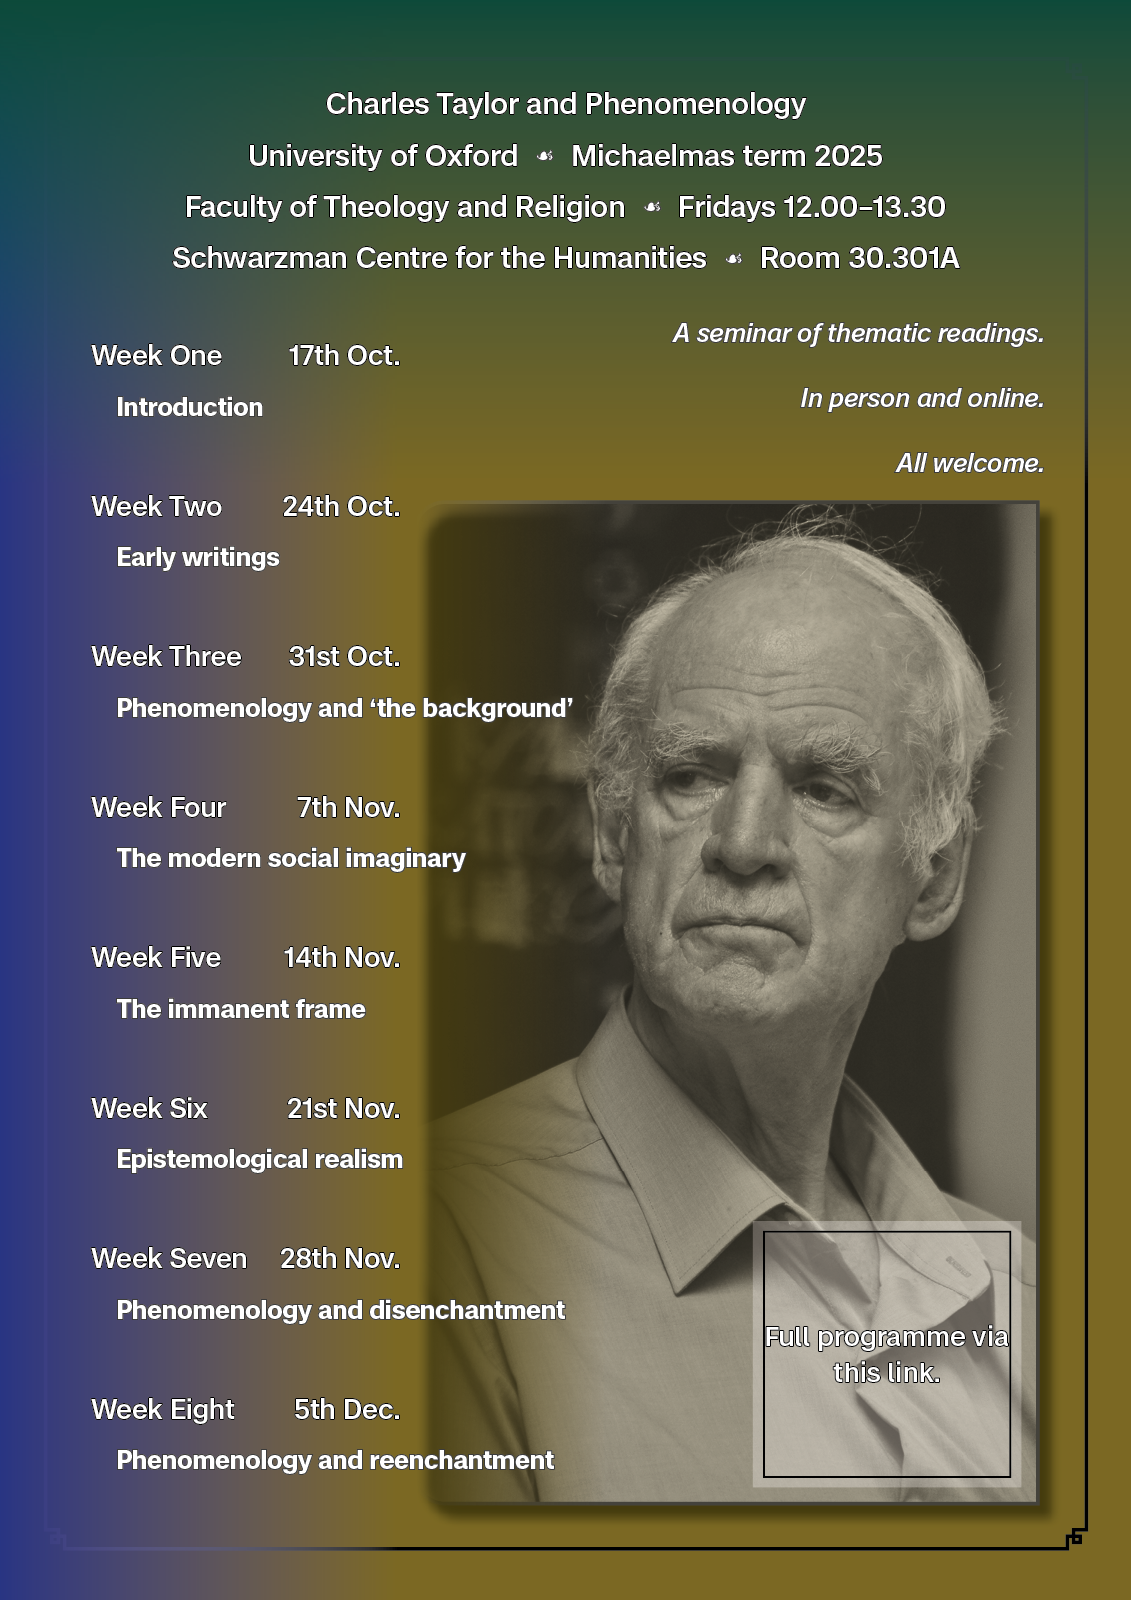 Charles Taylor and Phenomenology
University of Oxford ☙ Michaelmas term 2025
Faculty of Theology and Religion ☙ Fridays 12.00–13.30
Schwarzman Centre for the Humanities ☙ Room 30.301A
A seminar of thematic readings.
In person and online.
All welcome.
Week One 17th Oct.
Introduction
Week Two 24th Oct.
Early writings
Week Three 31st Oct.
Phenomenology and ‘the background’
Week Four 7th Nov.
The modern social imaginary
Week Five 14th Nov.
The immanent frame
Week Six 21st Nov.
Epistemological realism
Week Seven 28th Nov.
Phenomenology and disenchantment
Week Eight 5th Dec.
Phenomenology and reenchantment
Full programme via
this link.